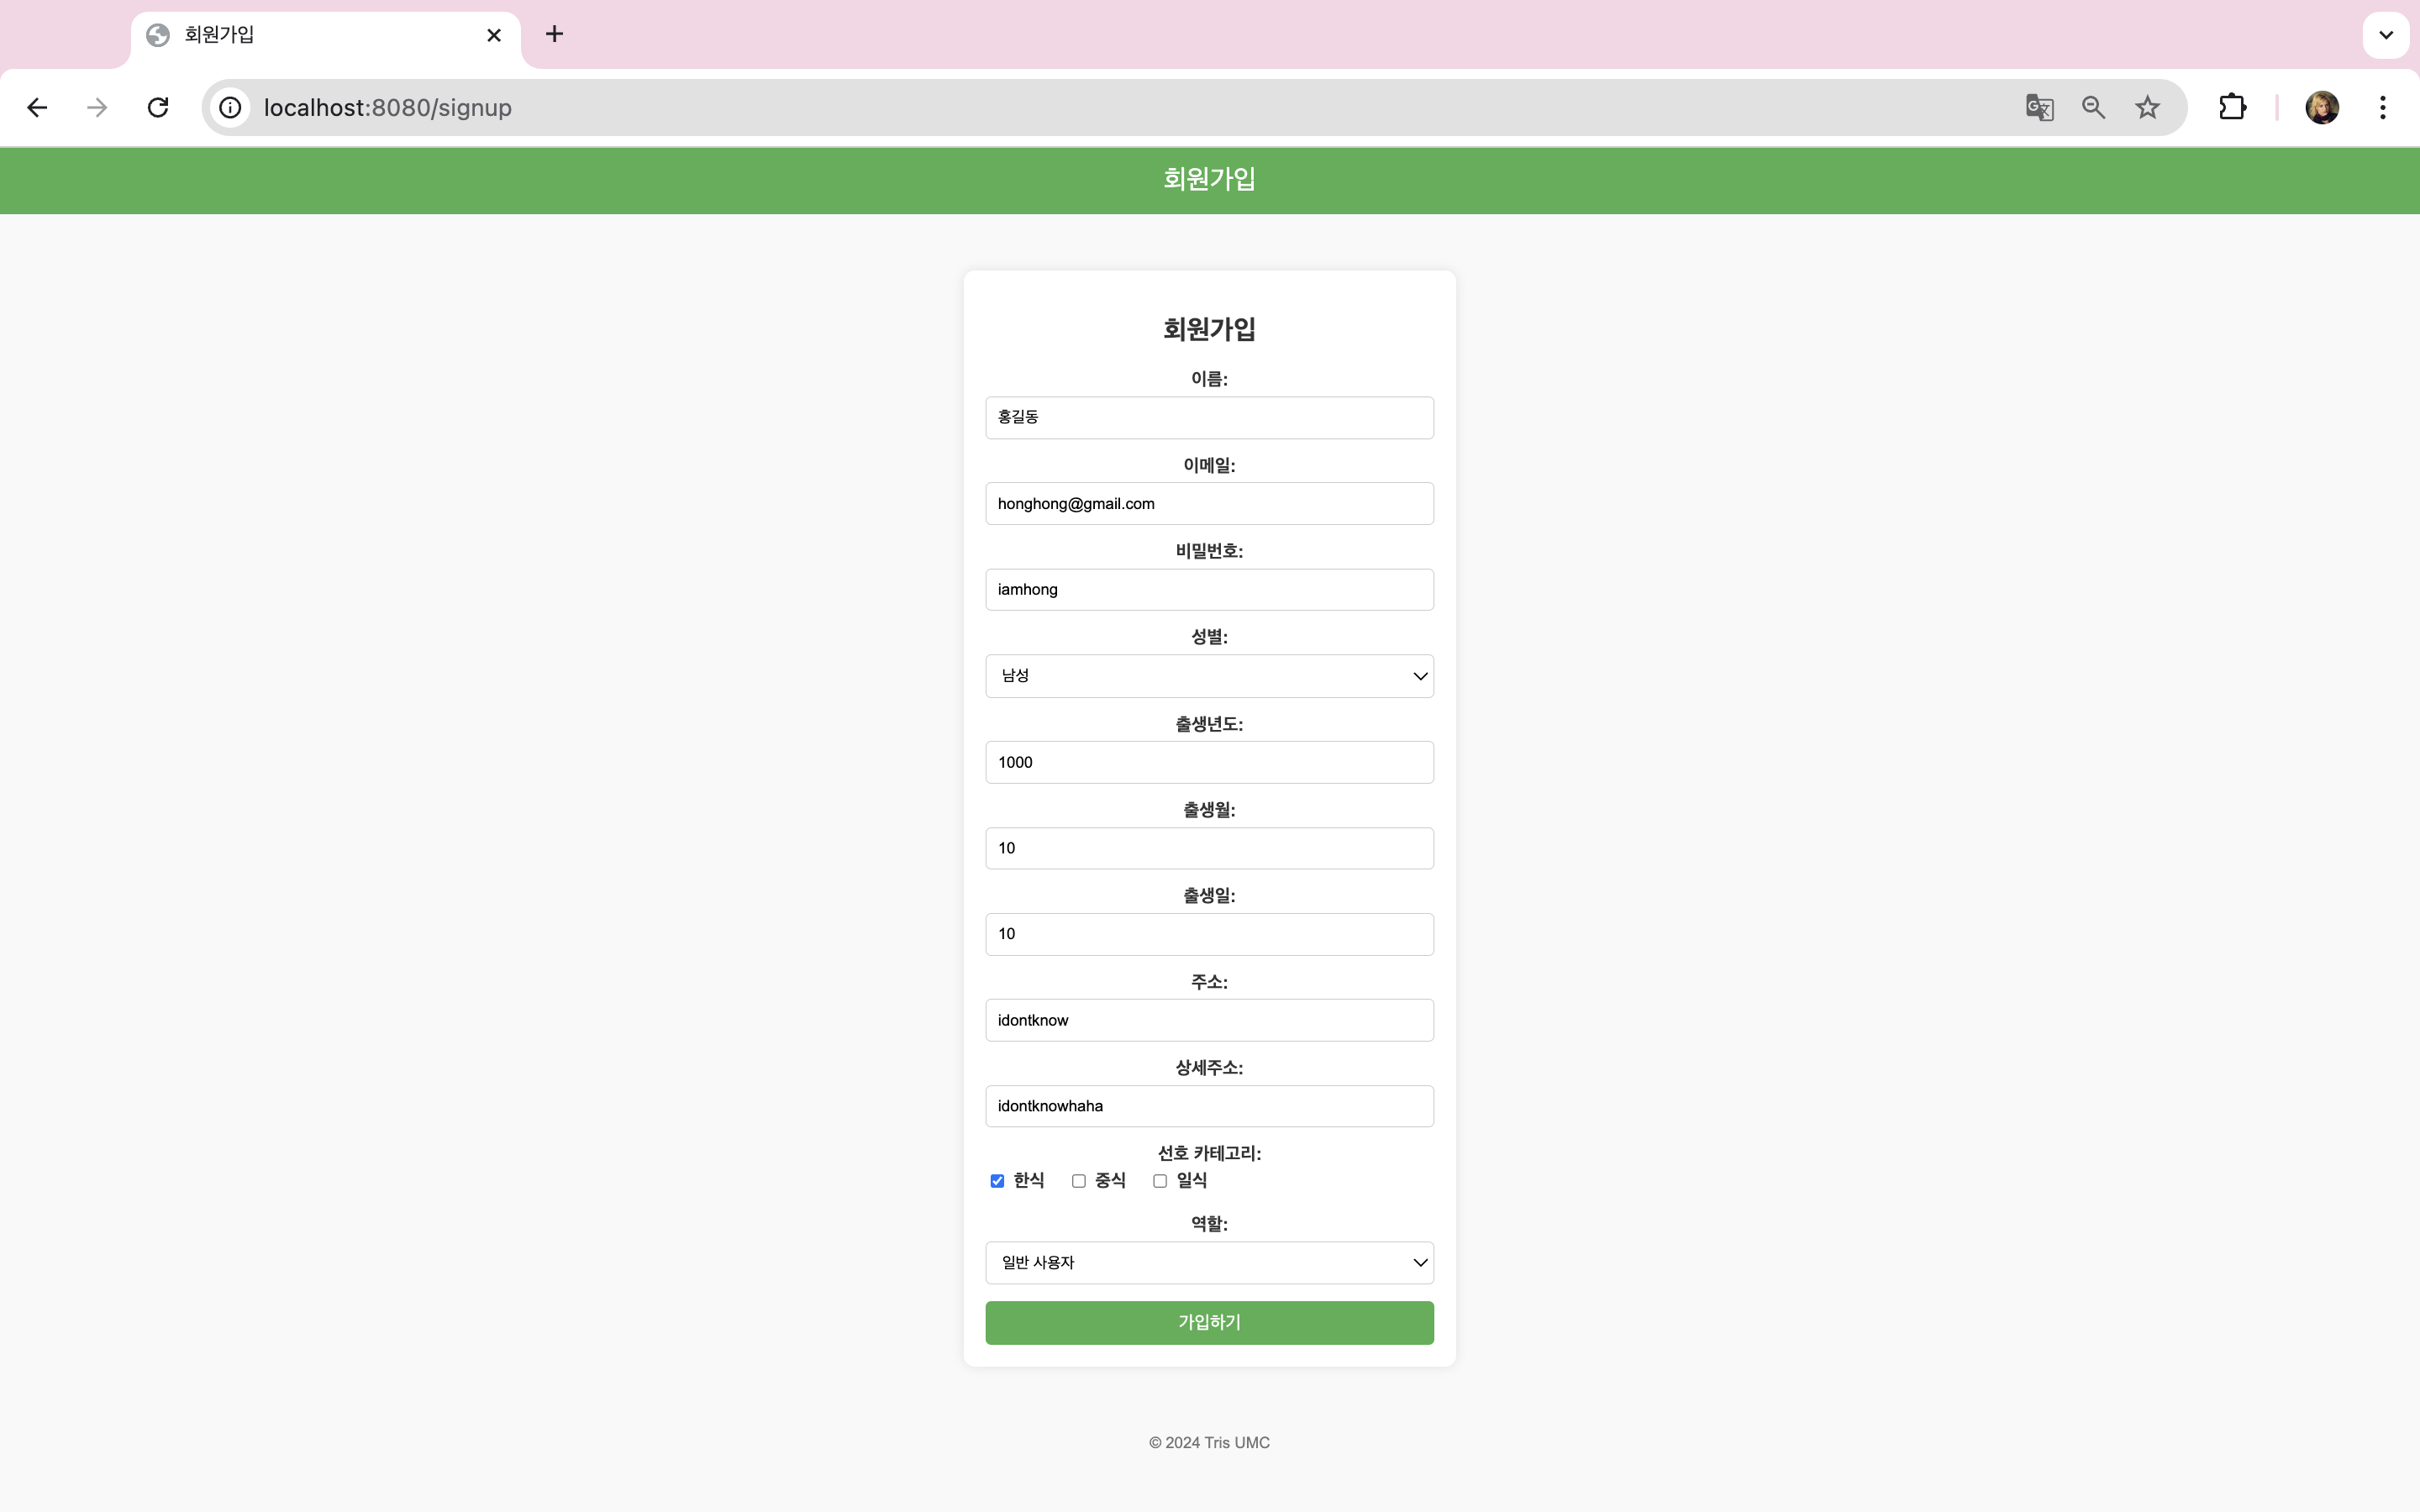 회원가입
localhost:8080/signup
회원가입
회원가입
이름:
홍길동
이메일:
honghong@gmail.com
비밀번호:
iamhong
성별:
남성
출생년도:
1000
출생월:
10
출생일:
10
주소:
idontknow
상세주소:
idontknowhaha
선호 카테고리:
한식 중식 일식
역할:
일반 사용자
가입하기
© 2024 Tris UMC